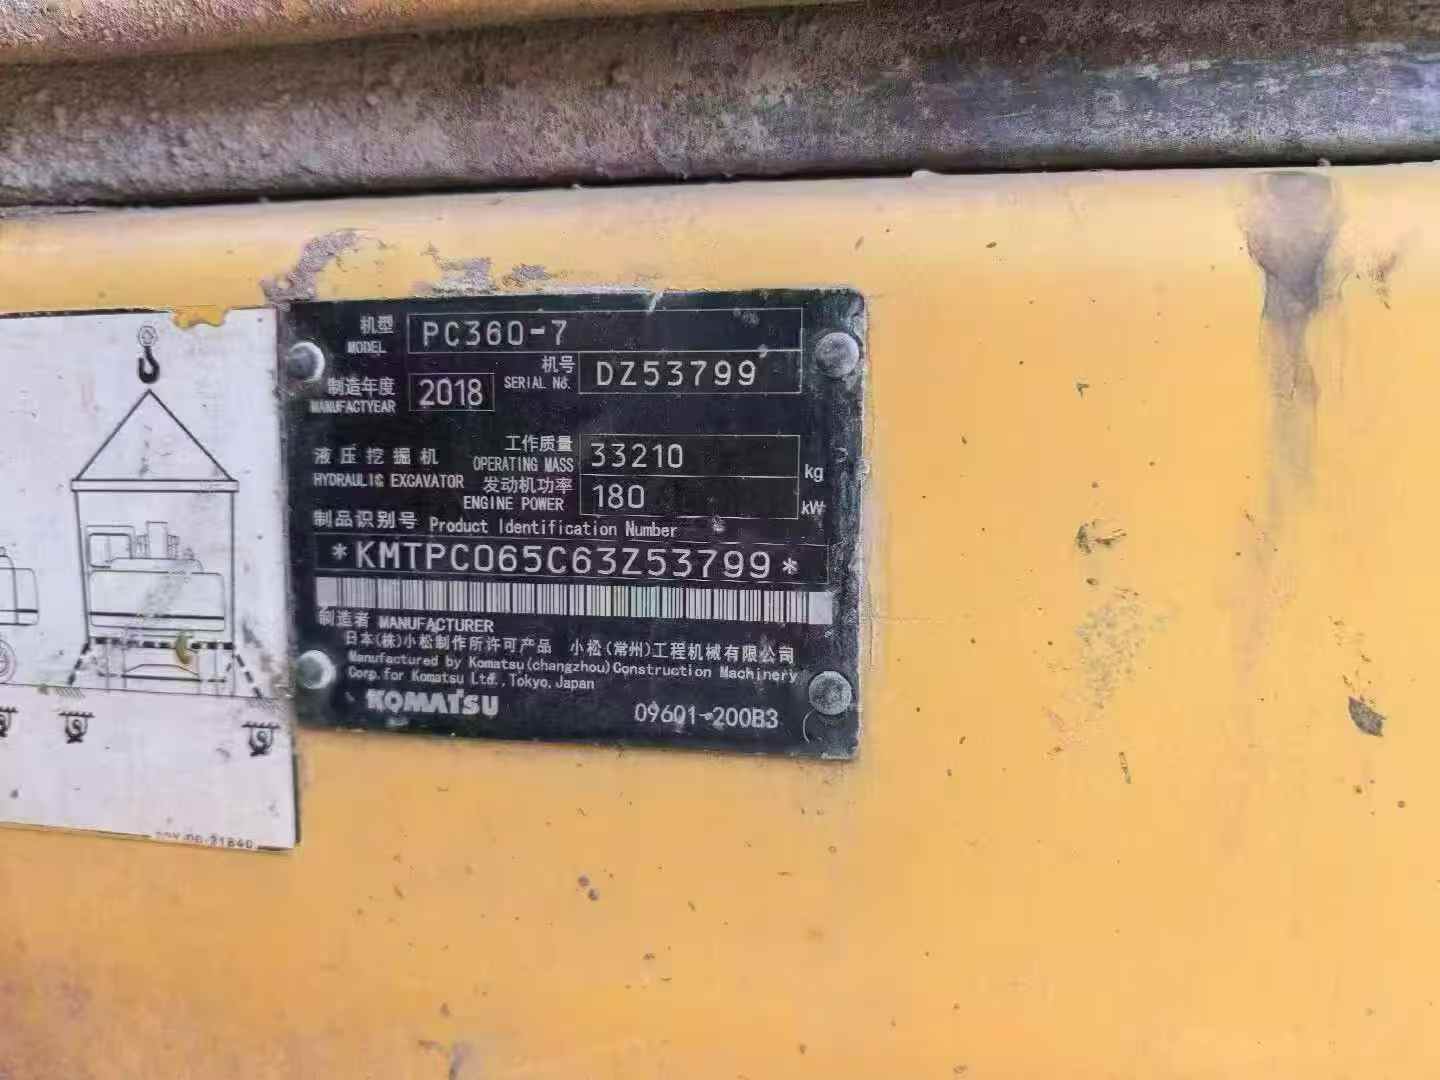 机型 PC360-7
MODEL
机号 DZ53799
SERIAL No.
制造年度 2018
MANUFACTYEAR
工作质量 33210 kg
OPERATING MASS
液压挖掘机
HYDRAULIC EXCAVATOR
发动机功率 180 kW
ENGINE POWER
制品识别号 Product Identification Number
*KMTPC065C63Z53799*
制造者 MANUFACTURER
日本(株)小松制作所许可产品 小松(常州)工程机械有限公司
Manufactured by Komatsu(changzhou)Construction Machinery
Corp.for Komatsu Ltd.,Tokyo,Japan
KOMATSU 09601-200B3